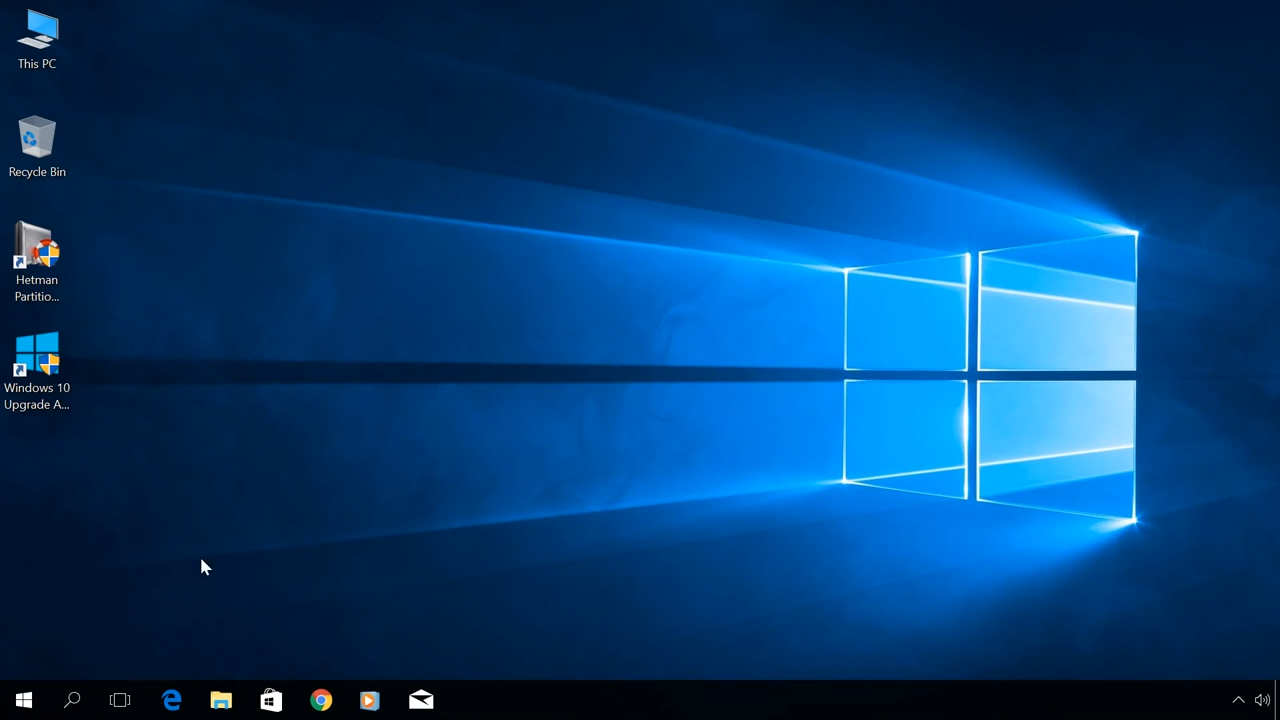 This PC
Recycle Bin
Hetman
Partitio...
Windows 10
Upgrade A...